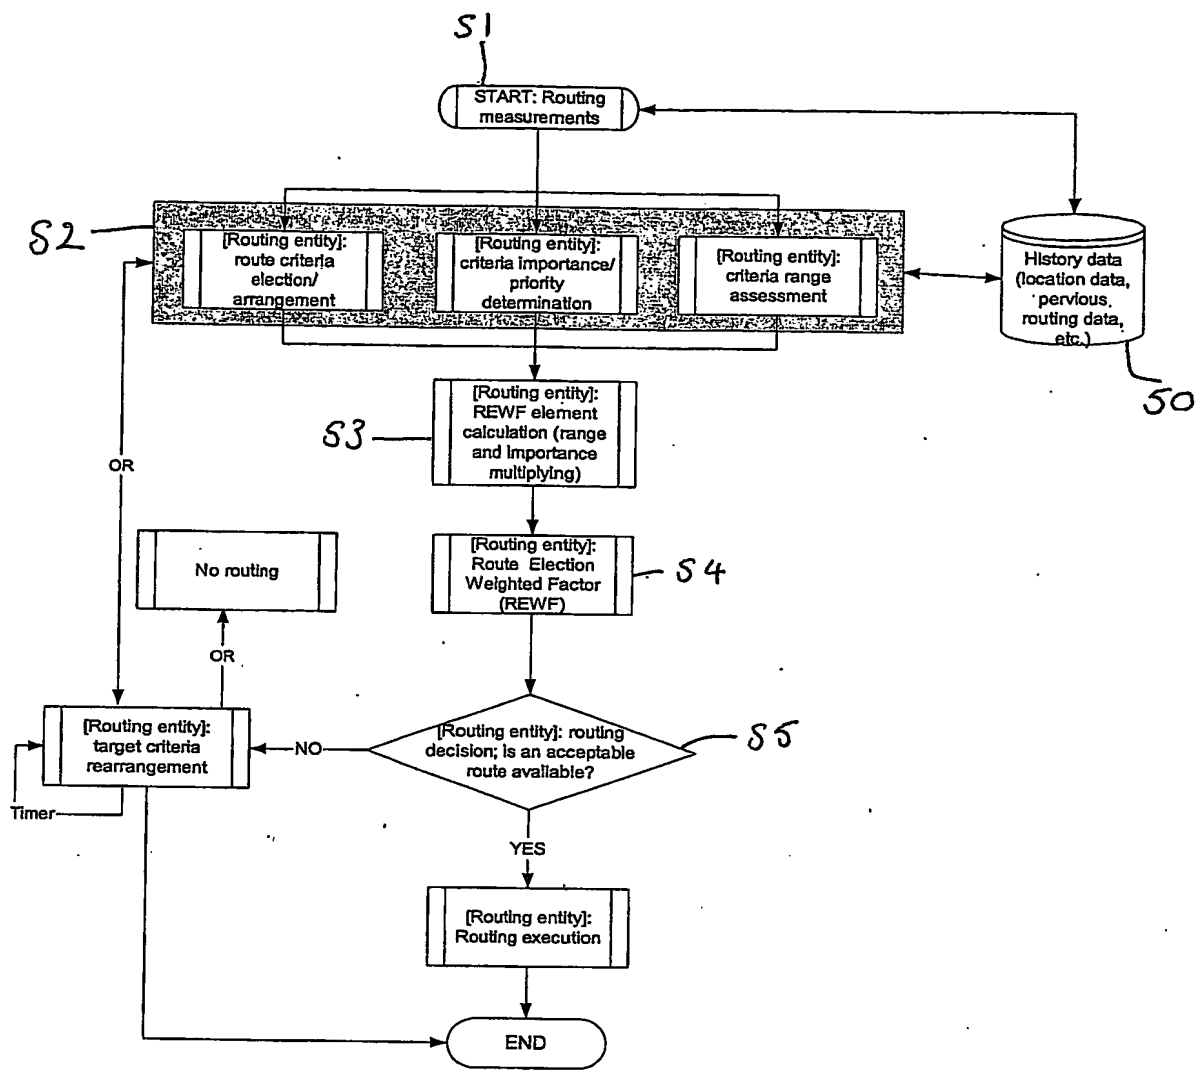 S1
START: Routing
measurements
S2
[Routing entity]:
route criteria
election/
arrangement
[Routing entity]:
criteria importance/
priority
determination
[Routing entity]:
criteria range
assessment
History data
(location data,
pervious
routing data,
etc.)
50
S3
[Routing entity]:
REWF element
calculation (range
and importance
multiplying)
OR
No routing
[Routing entity]:
Route Election
Weighted Factor
(REWF)
S4
OR
[Routing entity]:
target criteria
rearrangement
NO
[Routing entity]: routing
decision; is an acceptable
route available?
S5
Timer
YES
[Routing entity]:
Routing execution
END